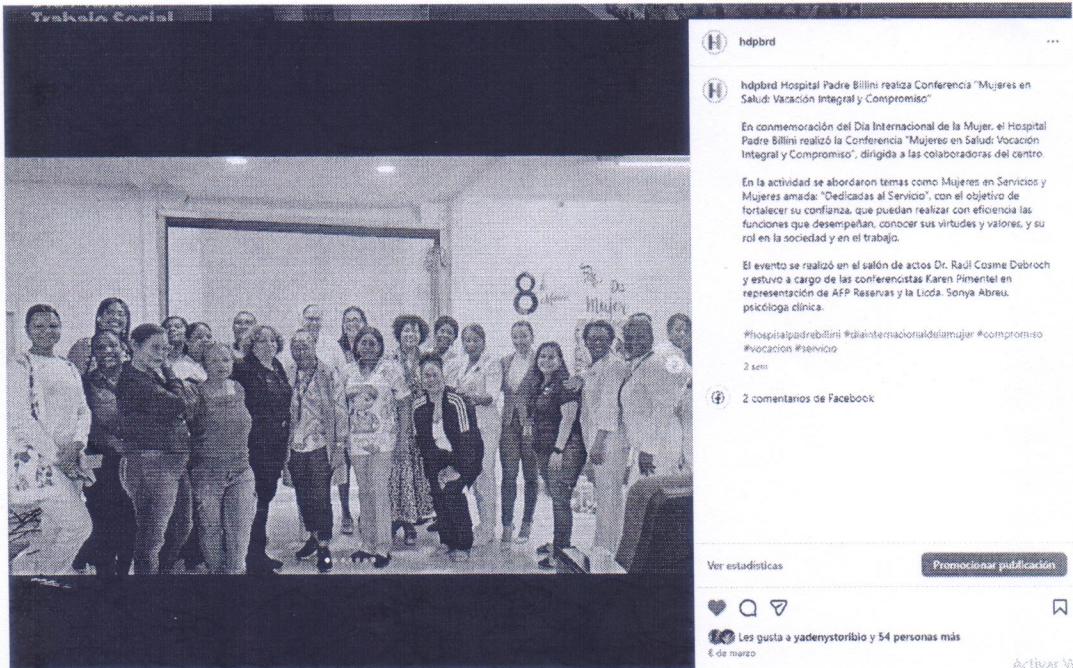 Trabajo Social
hdpbrd
hdpbrd Hospital Padre Billini realiza Conferencia "Mujeres en
Salud: Vocación Integral y Compromiso"
En conmemoración del Día Internacional de la Mujer, el Hospital
Padre Billini realizó la Conferencia "Mujeres en Salud: Vocación
Integral y Compromiso", dirigida a las colaboradoras del centro.
En la actividad se abordaron temas como Mujeres en Servicios y
Mujeres amada: "Dedicadas al Servicio", con el objetivo de
fortalecer su confianza, que puedan realizar con eficiencia las
funciones que desempeñan, conocer sus virtudes y valores, y su
rol en la sociedad y en el trabajo.
El evento se realizó en el salón de actos Dr. Raúl Cosme Debroch
y estuvo a cargo de las conferencistas Karen Pimentel en
representación de AFP Reservas y la Licda. Sonya Abreu,
psicóloga clínica.
#hospitalpadrebillini #diainternacionaldelamujer #compromiso
#vocacion #servicio
2 sem
2 comentarios de Facebook
8
Mujer
Ver estadísticas
Promocionar publicación
Les gusta a yadenystoribio y 54 personas más
6 de marzo
Activar